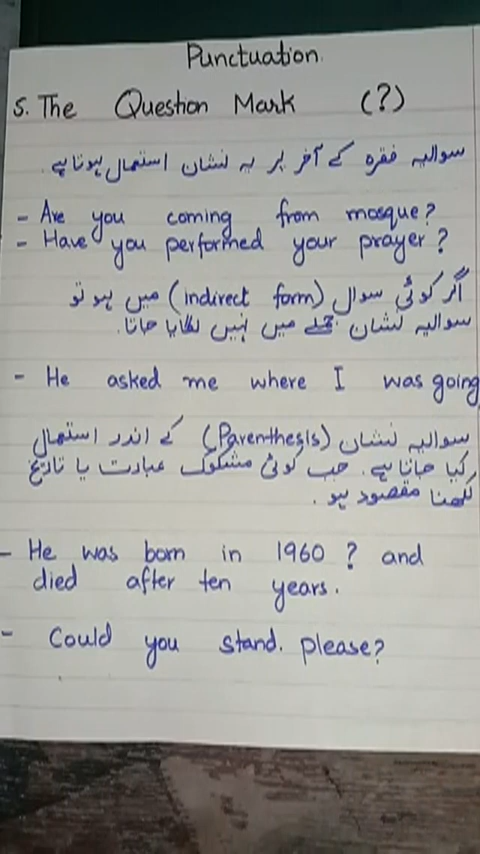 Punctuation.
5. The Question Mark (?)
سوالیہ فقرہ کے آخر پر یہ نشان استعمال ہوتا ہے۔
- Are you coming from mosque?
- Have you performed your prayer?
اگر کوئی سوال (indirect form) میں ہو تو
سوالیہ نشان جملے میں نہیں لگایا جاتا۔
- He asked me where I was going
سوالیہ نشان (Parenthesis) کے اندر استعمال
کیا جاتا ہے۔ جب کوئی مشکوک عبادت یا تاریخ
لکھنا مقصود ہو۔
- He was born in 1960 ? and
died after ten years.
- Could you stand. please?